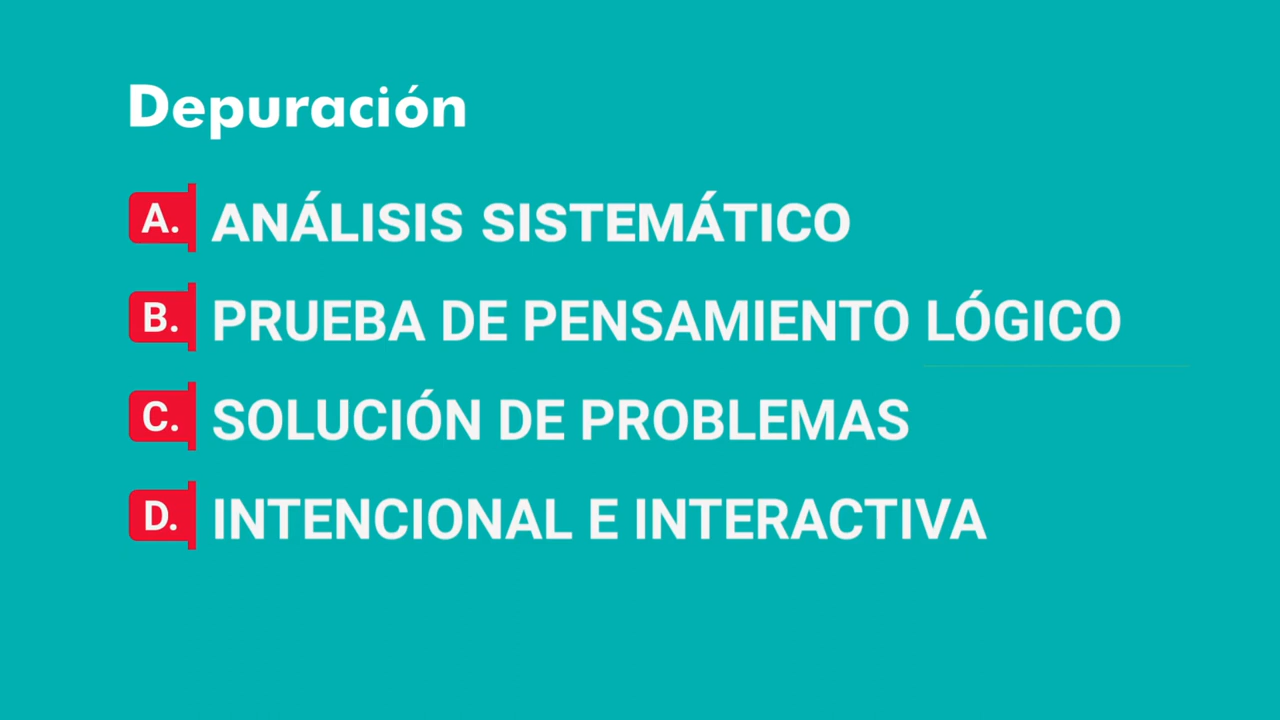 Depuración
A. ANÁLISIS SISTEMÁTICO
B. PRUEBA DE PENSAMIENTO LÓGICO
C. SOLUCIÓN DE PROBLEMAS
D. INTENCIONAL E INTERACTIVA